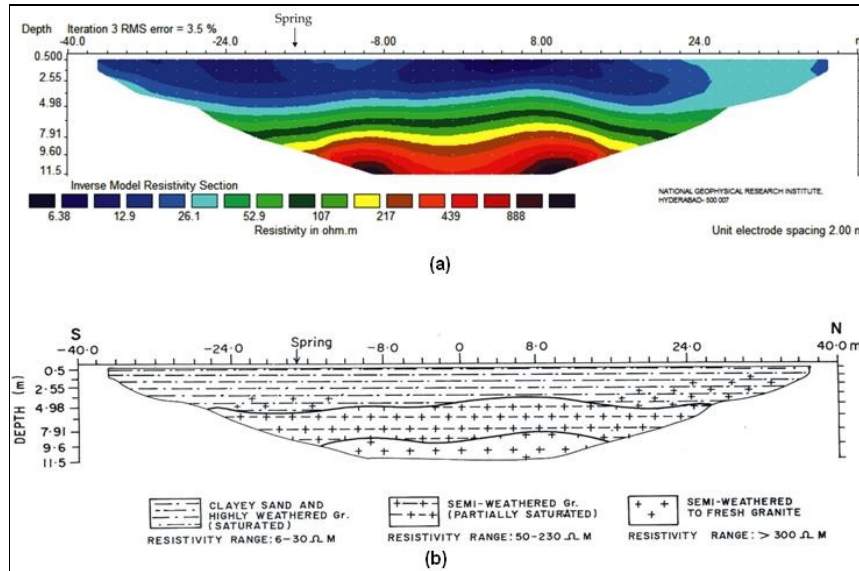 Depth Iteration 3 RMS error = 3.5 %
Spring
-40.0 -24.0 -8.00 8.00 24.0
0.500
2.55
4.98
7.91
9.60
11.5
Inverse Model Resistivity Section
6.38 12.9 26.1 52.9 107 217 439 888
Resistivity in ohm.m
NATIONAL GEOPHYSICAL RESEARCH INSTITUTE,
HYDERABAD- 500 007
Unit electrode spacing 2.00 m
(a)
S N
-40·0 -24·0 Spring -8·0 0 8·0 24·0 40·0 m
DEPTH (m)
0·5
2·55
4·98
7·91
9·6
11·5
CLAYEY SAND AND
HIGHLY WEATHERED Gr.
(SATURATED)
RESISTIVITY RANGE: 6-30 Ω M
SEMI-WEATHERED Gr.
(PARTIALLY SATURATED)
RESISTIVITY RANGE: 50-230 Ω M
SEMI-WEATHERED
TO FRESH GRANITE
RESISTIVITY RANGE: > 300 Ω M
(b)